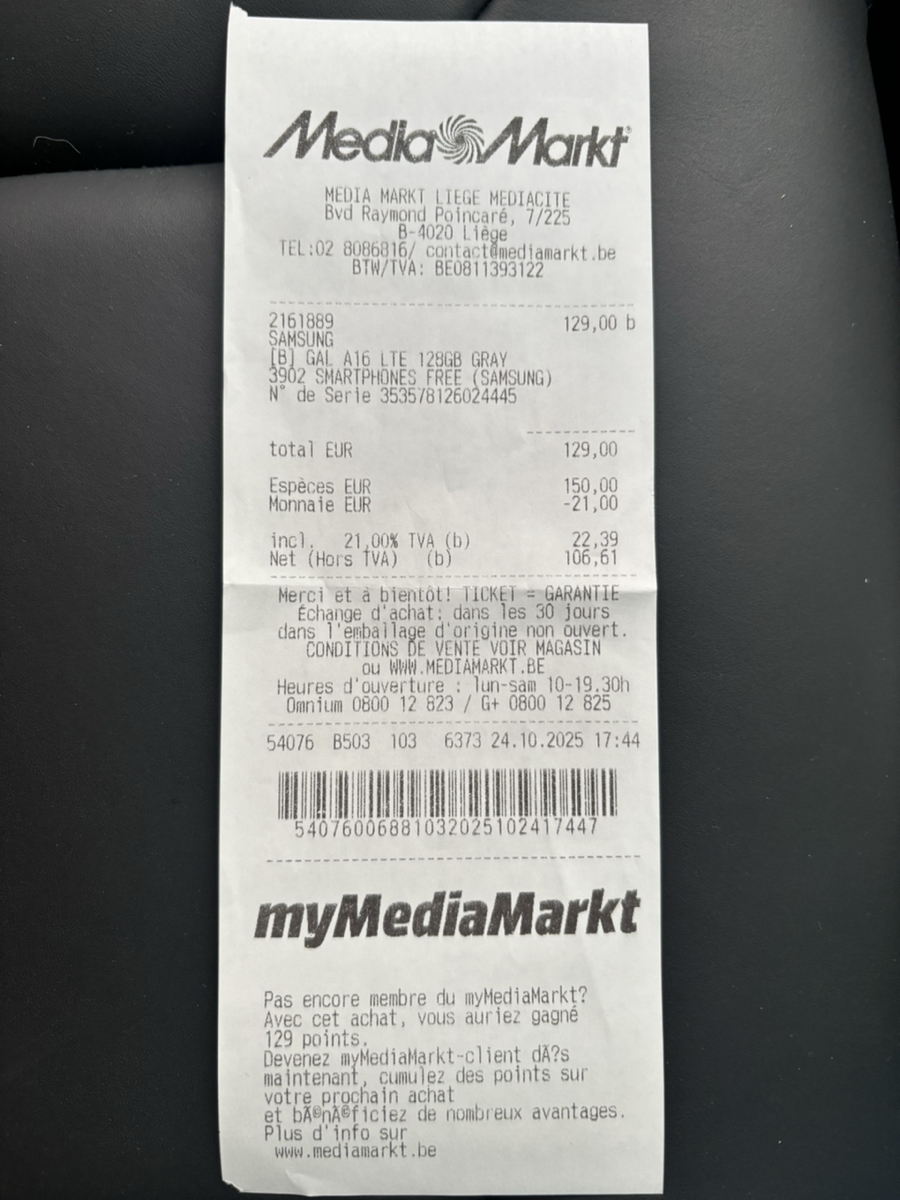 Media Markt
MEDIA MARKT LIEGE MEDIACITE
Bvd Raymond Poincaré, 7/225
B-4020 Liège
TEL:02 8086816/ contact@mediamarkt.be
BTW/TVA: BE0811393122
2161889 129,00 b
SAMSUNG
[B] GAL A16 LTE 128GB GRAY
3902 SMARTPHONES FREE (SAMSUNG)
N° de Serie 353578126024445
total EUR 129,00
Espèces EUR 150,00
Monnaie EUR -21,00
incl. 21,00% TVA (b) 22,39
Net (Hors TVA) (b) 106,61
Merci et à bientôt! TICKET = GARANTIE
Échange d'achat: dans les 30 jours
dans l'emballage d'origine non ouvert.
CONDITIONS DE VENTE VOIR MAGASIN
ou WWW.MEDIAMARKT.BE
Heures d'ouverture : lun-sam 10-19.30h
Omnium 0800 12 823 / G+ 0800 12 825
54076 B503 103 6373 24.10.2025 17:44
5407600688103202510241744​7
myMediaMarkt
Pas encore membre du myMediaMarkt?
Avec cet achat, vous auriez gagné
129 points.
Devenez myMediaMarkt-client dÃ?s
maintenant, cumulez des points sur
votre prochain achat
et bÃ©nÃ©ficiez de nombreux avantages.
Plus d'info sur
www.mediamarkt.be